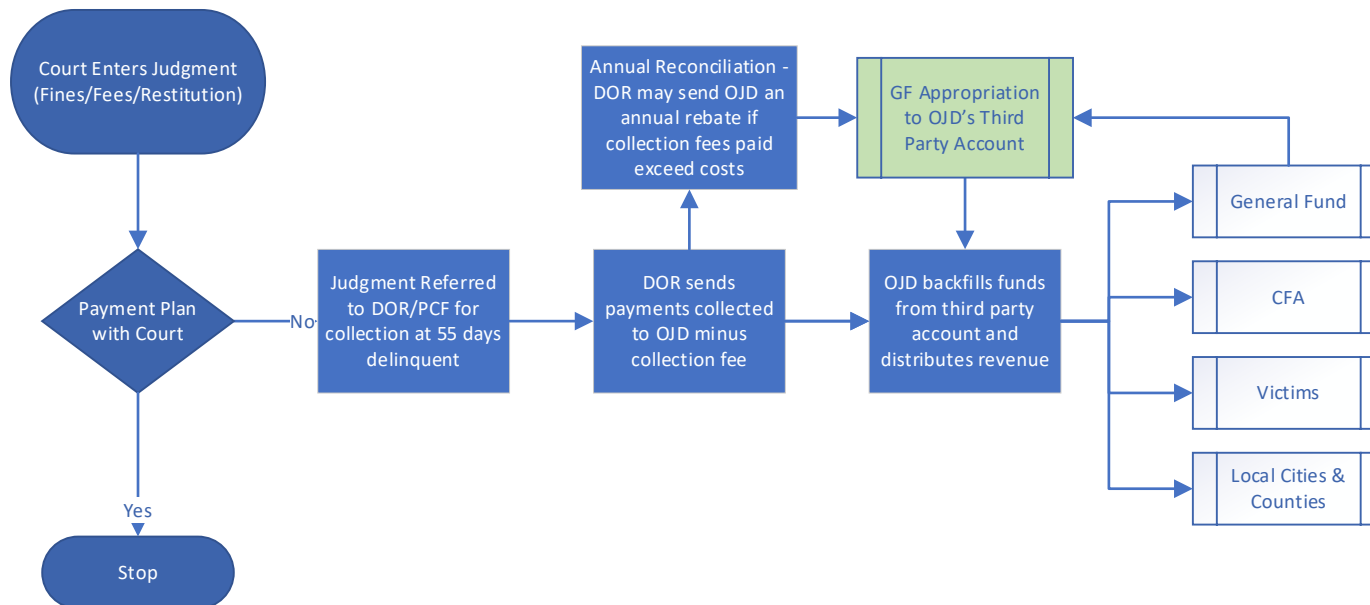 Court Enters Judgment
(Fines/Fees/Restitution)
Payment Plan
with Court
Yes
Stop
No
Judgment Referred
to DOR/PCF for
collection at 55 days
delinquent
DOR sends
payments collected
to OJD minus
collection fee
Annual Reconciliation -
DOR may send OJD an
annual rebate if
collection fees paid
exceed costs
GF Appropriation
to OJD’s Third
Party Account
OJD backfills funds
from third party
account and
distributes revenue
General Fund
CFA
Victims
Local Cities &
Counties